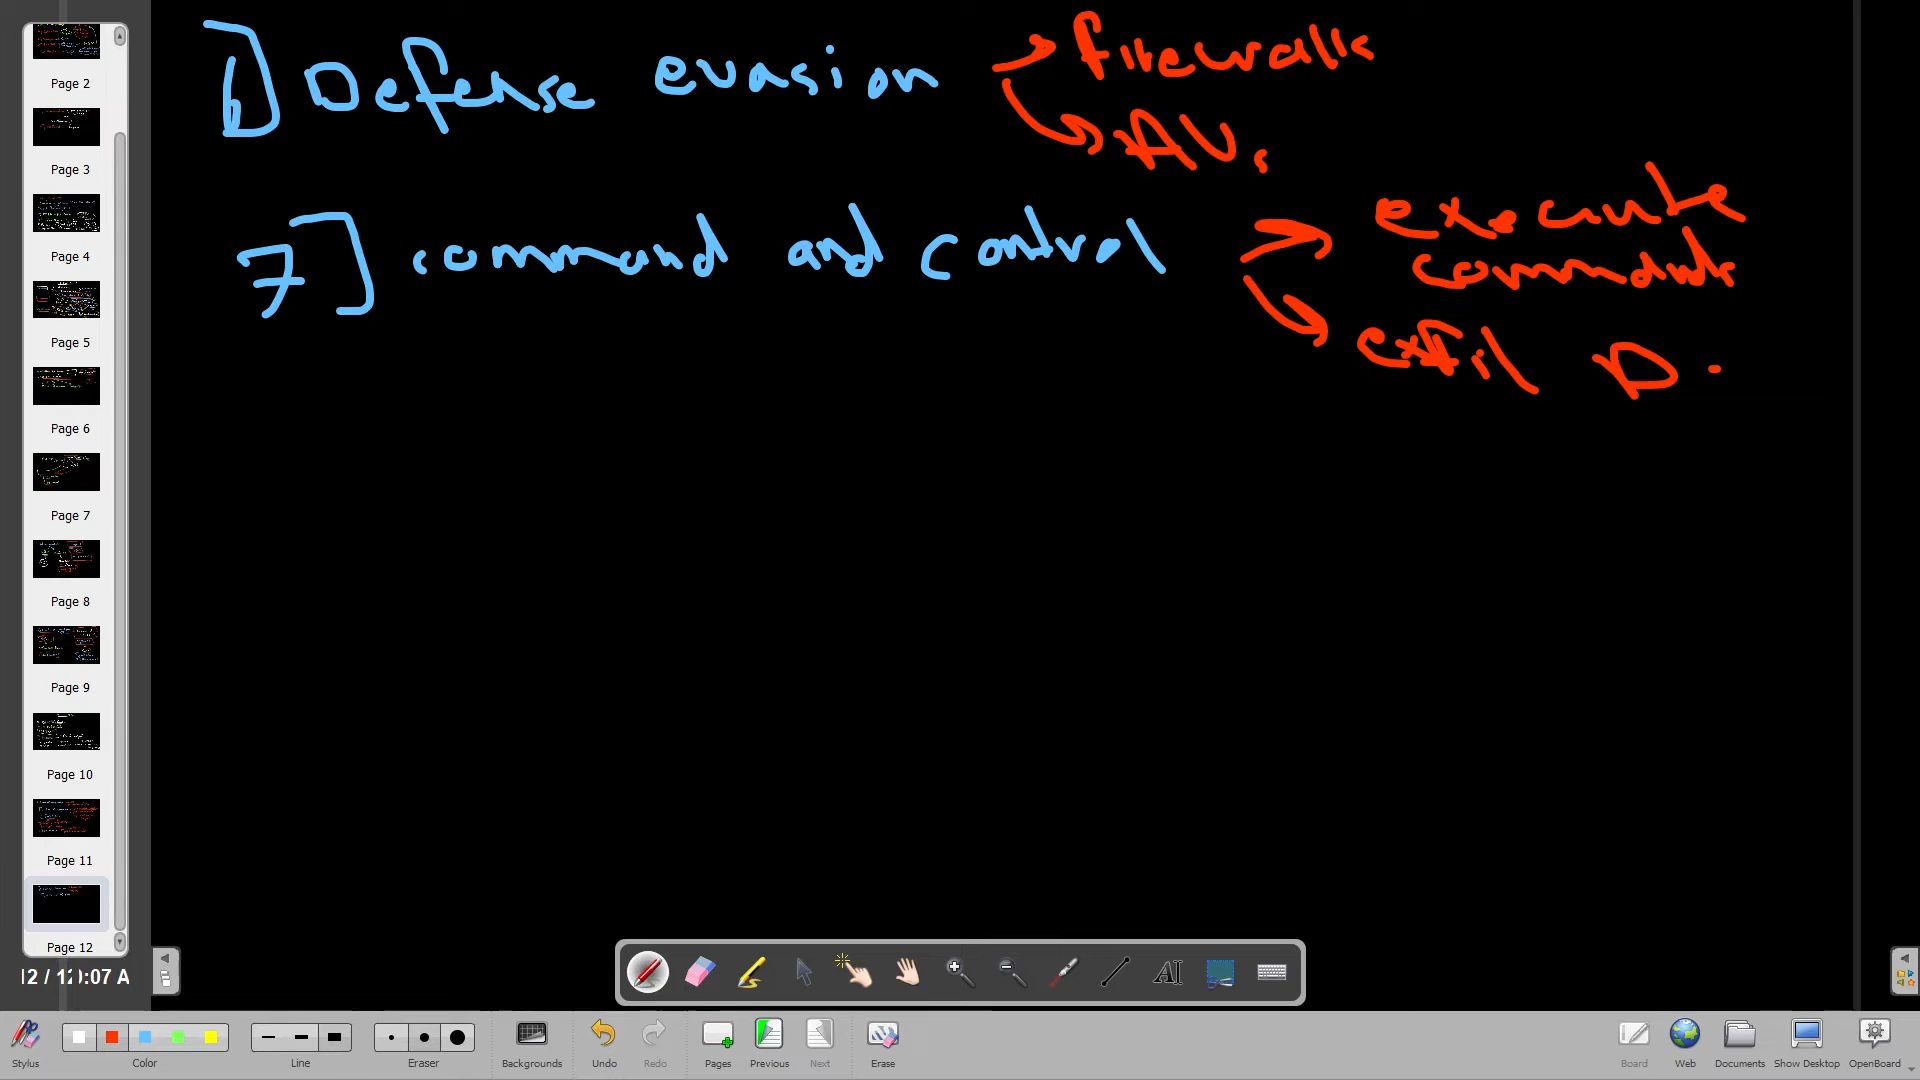 6] Defense evasion → firewalls
→ AVs
7] command and control → execute
commands
→ exfil D.
Page 2
Page 3
Page 4
Page 5
Page 6
Page 7
Page 8
Page 9
Page 10
Page 11
Page 12
Stylus
Color
Line
Eraser
Backgrounds
Undo
Redo
Pages
Previous
Next
Erase
Board
Web
Documents
Show Desktop
OpenBoard